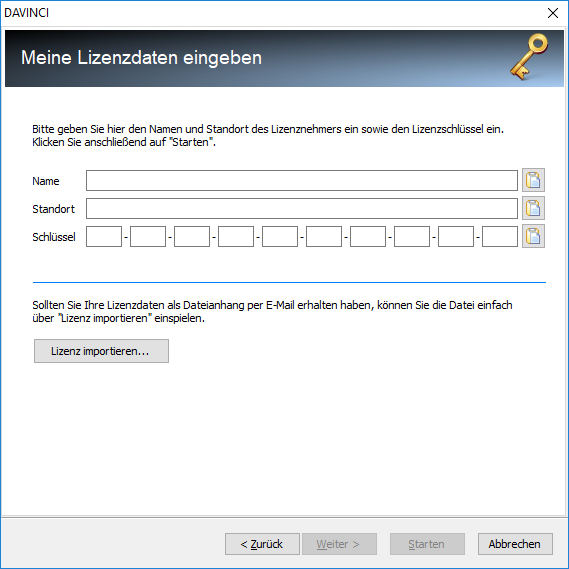 DAVINCI
Meine Lizenzdaten eingeben
Bitte geben Sie hier den Namen und Standort des Lizenznehmers ein sowie den Lizenzschlüssel ein.
Klicken Sie anschließend auf "Starten".
Name
Standort
Schlüssel - - - - - - - - -
Sollten Sie Ihre Lizenzdaten als Dateianhang per E-Mail erhalten haben, können Sie die Datei einfach
über "Lizenz importieren" einspielen.
Lizenz importieren...
< Zurück Weiter > Starten Abbrechen